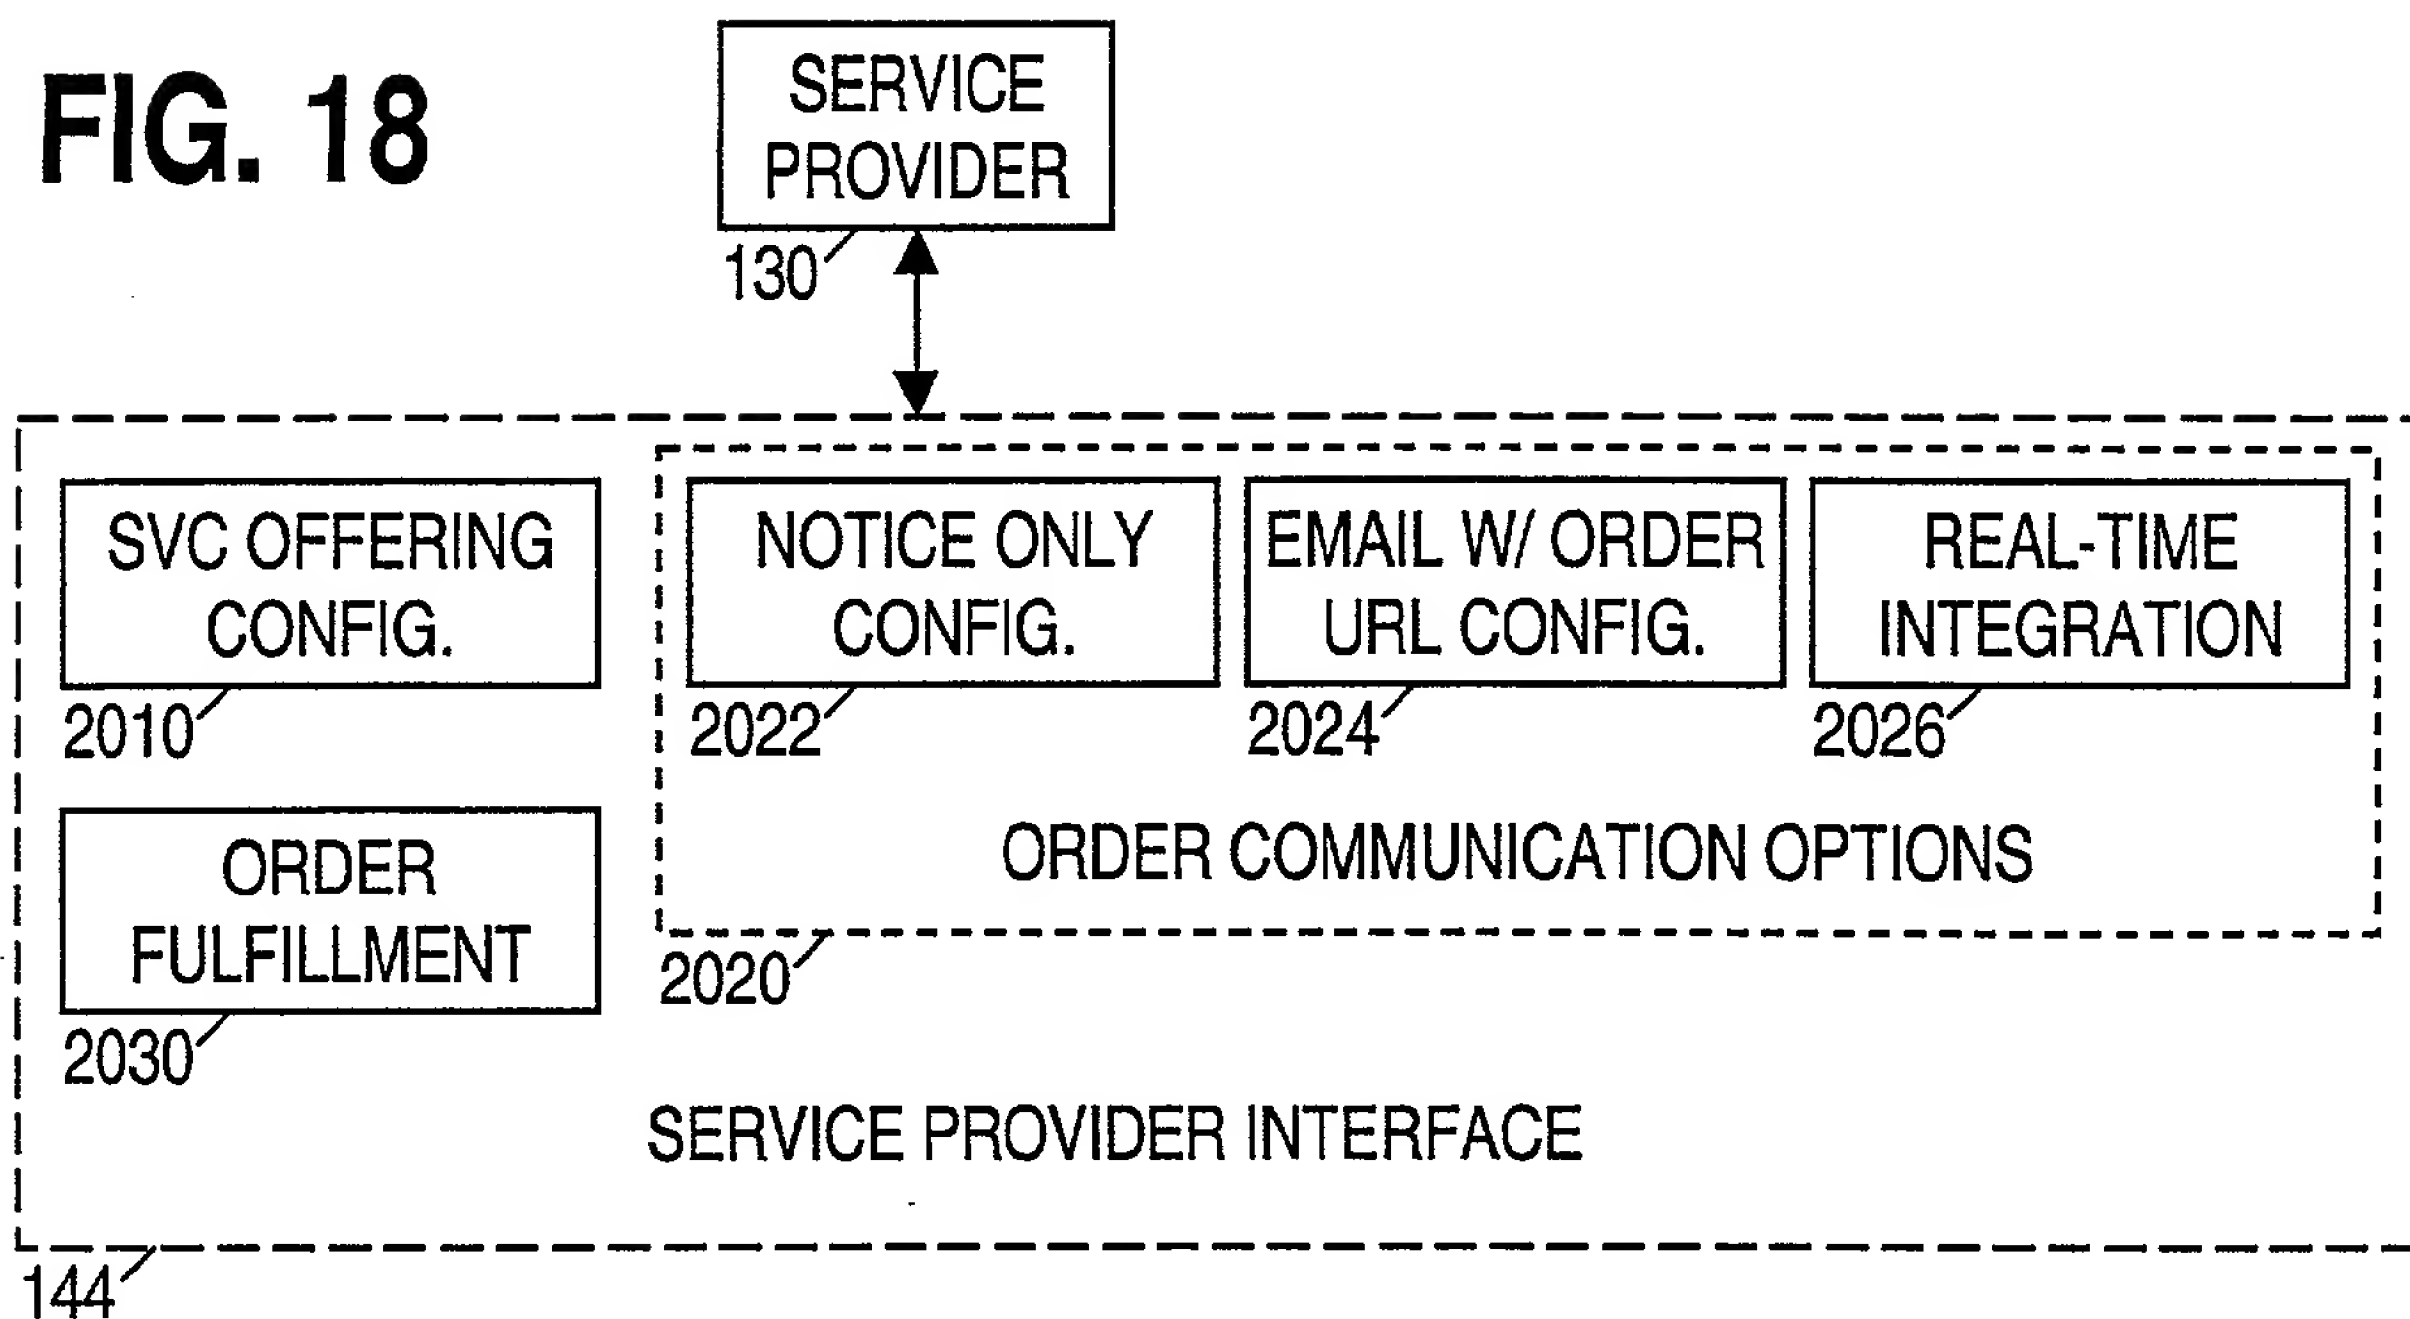 FIG. 18
SERVICE
PROVIDER
130
SVC OFFERING
CONFIG.
2010
NOTICE ONLY
CONFIG.
2022
EMAIL W/ ORDER
URL CONFIG.
2024
REAL-TIME
INTEGRATION
2026
ORDER COMMUNICATION OPTIONS
2020
ORDER
FULFILLMENT
2030
SERVICE PROVIDER INTERFACE
144